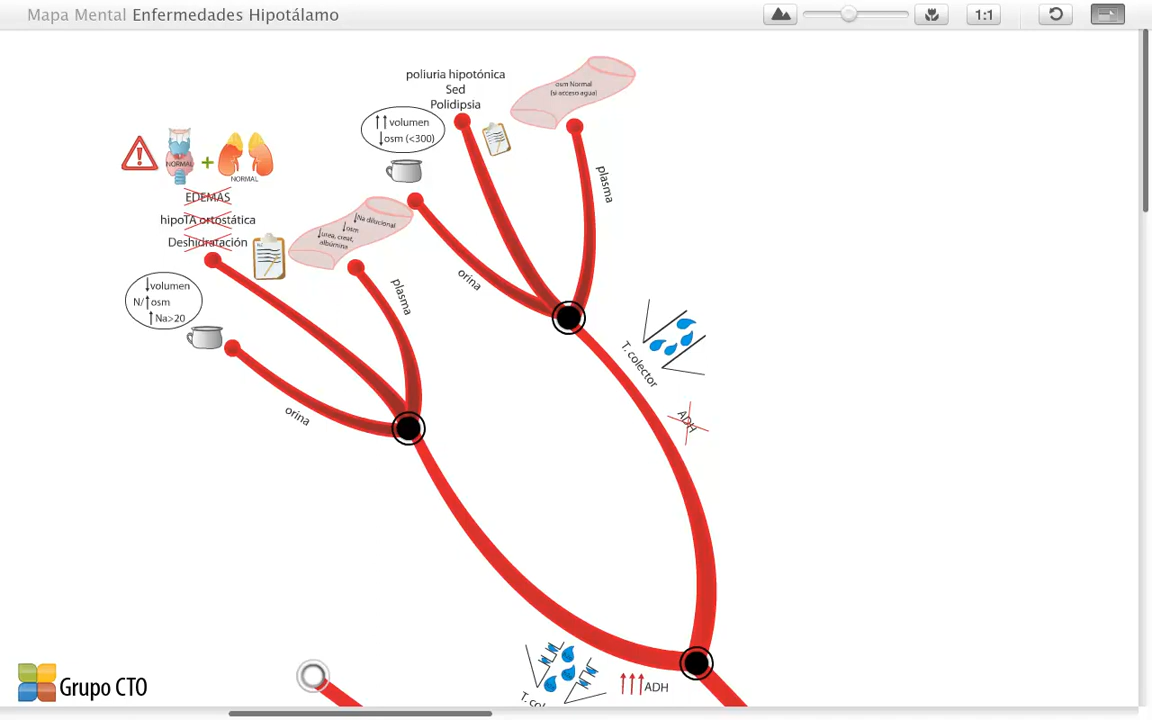 Mapa Mental Enfermedades Hipotálamo
1:1
poliuria hipotónica
Sed
Polidipsia
osm Normal
(si acceso agua)
↑↑volumen
↓osm (<300)
plasma
NORMAL
+
NORMAL
EDEMAS
hipoTA ortostática
Deshidratación
↓Na dilucional
↓osm
↓urea, creat,
albúmina
orina
plasma
↓volumen
N/↑osm
↑Na>20
orina
T. colector
ADH
↑↑↑ADH
Grupo CTO